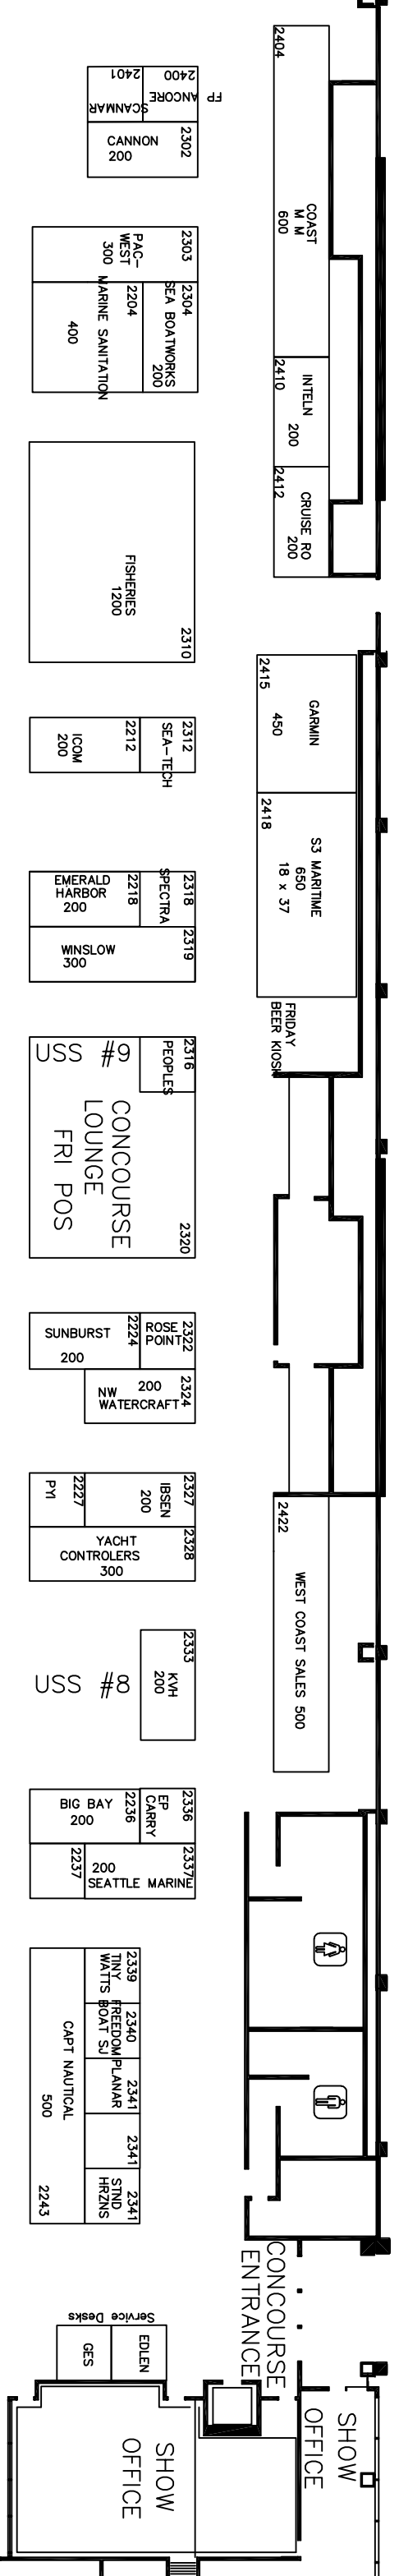 2404
COAST
M M
600
2401
2400
SCANMAR
FP ANCORE
CANNON
200
2302
2303
PAC-
WEST
300
2204
MARINE SANITATION
400
2304
SEA BOATWORKS
200
2410
INTELN
200
2412
CRUISE RO
200
FISHERIES
1200
2310
2415
GARMIN
450
2212
ICOM
200
2312
SEA-TECH
2418
S3 MARITIME
650
18 x 37
EMERALD
HARBOR
200
2218
2318
SPECTRA
WINSLOW
300
2319
FRIDAY
BEER KIOSK
USS #9
2316
PEOPLES
CONCOURSE
LOUNGE
FRI POS
2320
SUNBURST
200
2224
ROSE
POINT
2322
200
NW
WATERCRAFT
2324
PYI
2227
IBSEN
200
2327
YACHT
CONTROLERS
300
2328
2422
WEST COAST SALES 500
USS #8
2333
KVH
200
BIG BAY
200
2236
EP
CARRY
2336
2237
200
SEATTLE MARINE
2337
2339
TINY
WATTS
2340
FREEDOM
BOAT SJ
2341
PLANAR
2341
2341
STND
HRZNS
CAPT NAUTICAL
500
2243
CONCOURSE
ENTRANCE
Service Desks
GES
EDLEN
SHOW
OFFICE
SHOW
OFFICE